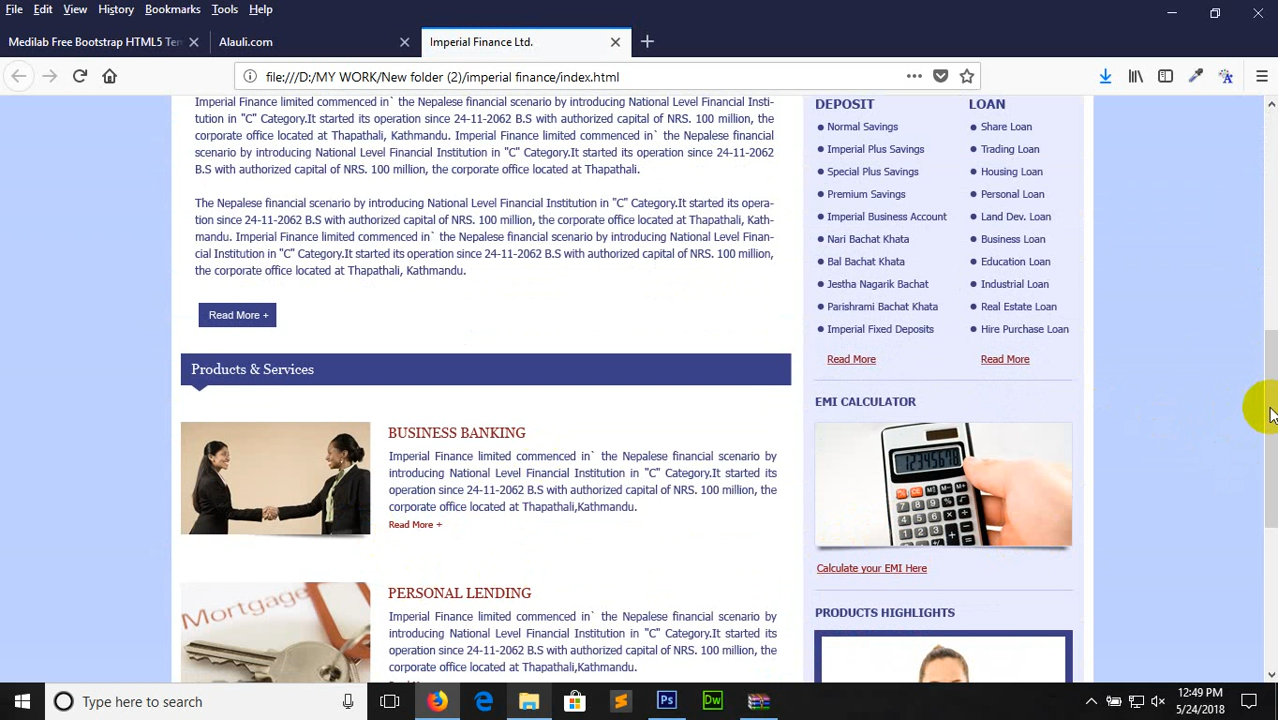 File Edit View History Bookmarks Tools Help
Medilab Free Bootstrap HTML5 Tem
Alauli.com
Imperial Finance Ltd.
file:///D:/MY WORK/New folder (2)/imperial finance/index.html
Imperial Finance limited commenced in` the Nepalese financial scenario by introducing National Level Financial Insti-
tution in "C" Category.It started its operation since 24-11-2062 B.S with authorized capital of NRS. 100 million, the
corporate office located at Thapathali, Kathmandu. Imperial Finance limited commenced in` the Nepalese financial
scenario by introducing National Level Financial Institution in "C" Category.It started its operation since 24-11-2062
B.S with authorized capital of NRS. 100 million, the corporate office located at Thapathali.
The Nepalese financial scenario by introducing National Level Financial Institution in "C" Category.It started its opera-
tion since 24-11-2062 B.S with authorized capital of NRS. 100 million, the corporate office located at Thapathali, Kath-
mandu. Imperial Finance limited commenced in` the Nepalese financial scenario by introducing National Level Finan-
cial Institution in "C" Category.It started its operation since 24-11-2062 B.S with authorized capital of NRS. 100 million,
the corporate office located at Thapathali, Kathmandu.
Read More +
Products & Services
BUSINESS BANKING
Imperial Finance limited commenced in` the Nepalese financial scenario by
introducing National Level Financial Institution in "C" Category.It started its
operation since 24-11-2062 B.S with authorized capital of NRS. 100 million, the
corporate office located at Thapathali,Kathmandu.
Read More +
Mortgage
PERSONAL LENDING
Imperial Finance limited commenced in` the Nepalese financial scenario by
introducing National Level Financial Institution in "C" Category.It started its
operation since 24-11-2062 B.S with authorized capital of NRS. 100 million, the
corporate office located at Thapathali,Kathmandu.
DEPOSIT
Normal Savings
Imperial Plus Savings
Special Plus Savings
Premium Savings
Imperial Business Account
Nari Bachat Khata
Bal Bachat Khata
Jestha Nagarik Bachat
Parishrami Bachat Khata
Imperial Fixed Deposits
Read More
LOAN
Share Loan
Trading Loan
Housing Loan
Personal Loan
Land Dev. Loan
Business Loan
Education Loan
Industrial Loan
Real Estate Loan
Hire Purchase Loan
Read More
EMI CALCULATOR
Calculate your EMI Here
PRODUCTS HIGHLIGHTS
Type here to search
Ps
Dw
12:49 PM
5/24/2018